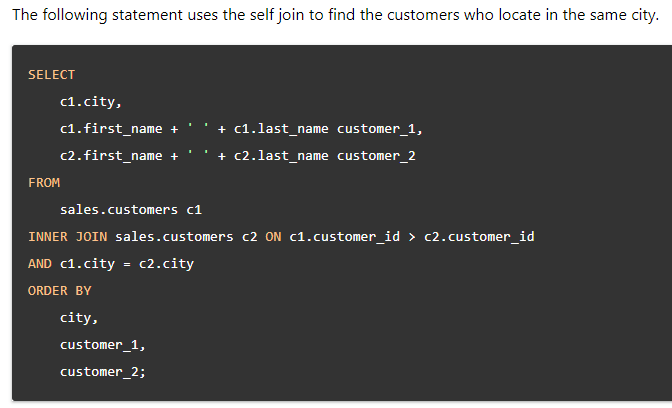 The following statement uses the self join to find the customers who locate in the same city.
SELECT
c1.city,
c1.first_name + ' ' + c1.last_name customer_1,
c2.first_name + ' ' + c2.last_name customer_2
FROM
sales.customers c1
INNER JOIN sales.customers c2 ON c1.customer_id > c2.customer_id
AND c1.city = c2.city
ORDER BY
city,
customer_1,
customer_2;